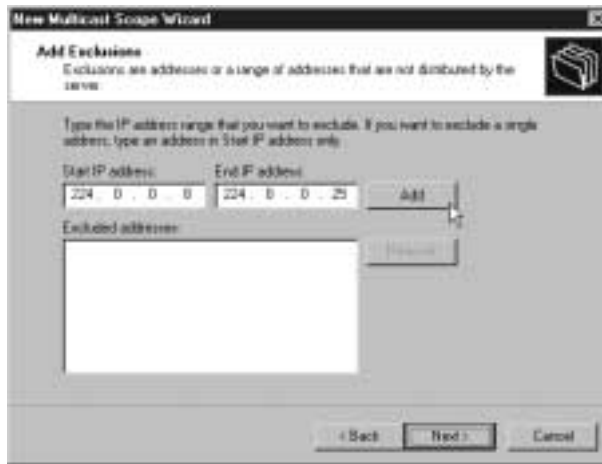 New Multicast Scope Wizard
Add Exclusions
Exclusions are addresses or a range of addresses that are not distributed by the
server.
Type the IP address range that you want to exclude. If you want to exclude a single
address, type an address in Start IP address only.
Start IP address: End IP address:
224 . 0 . 0 . 0 224 . 0 . 0 . 25 Add
Excluded addresses:
Remove
< Back Next > Cancel